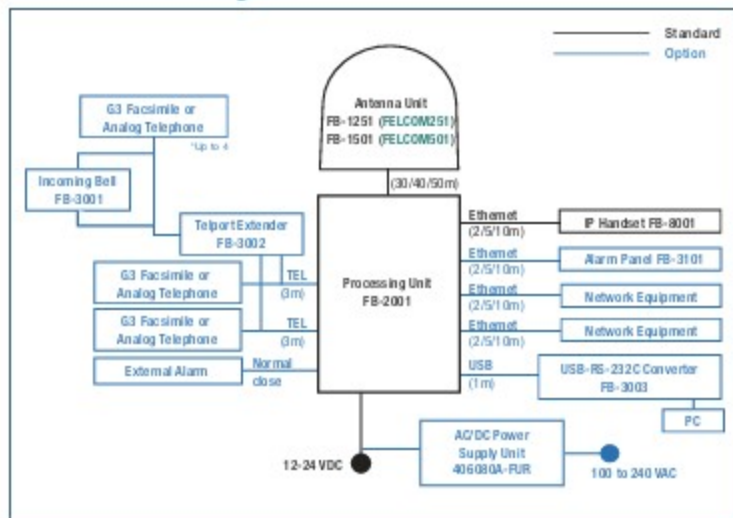 Standard
Option
Antenna Unit
FB-1251 (FELCOM251)
FB-1501 (FELCOM501)
(30/40/50m)
G3 Facsimile or
Analog Telephone
*Up to 4
Incoming Bell
FB-3001
Telport Extender
FB-3002
G3 Facsimile or
Analog Telephone
TEL
(3m)
G3 Facsimile or
Analog Telephone
TEL
(3m)
External Alarm
Normal
close
Processing Unit
FB-2001
Ethernet
(2/5/10m)
IP Handset FB-8001
Ethernet
(2/5/10m)
Alarm Panel FB-3101
Ethernet
(2/5/10m)
Network Equipment
Ethernet
(2/5/10m)
Network Equipment
USB
(1m)
USB-RS-232C Converter
FB-3003
PC
12-24 VDC
AC/DC Power
Supply Unit
406080A-FUR
100 to 240 VAC